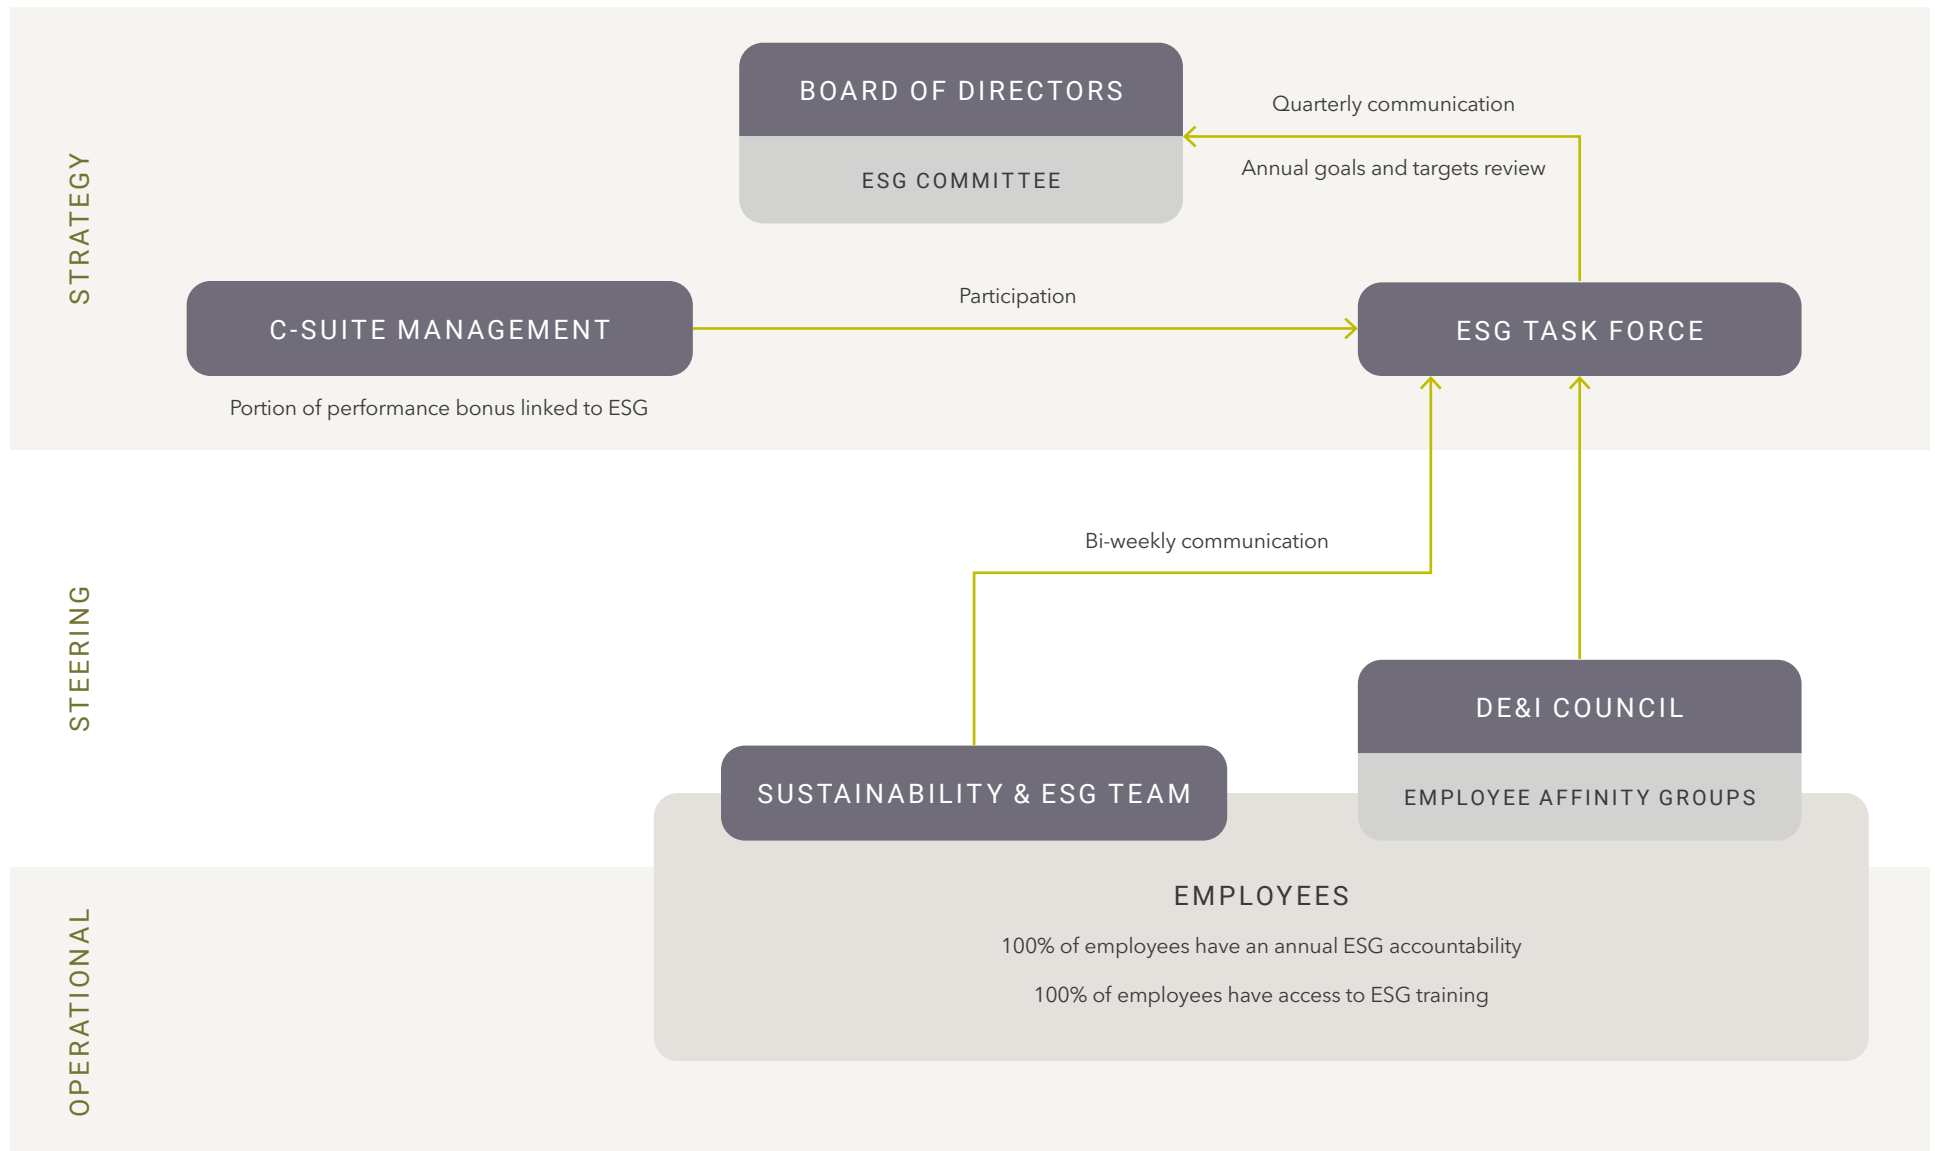 STRATEGY
BOARD OF DIRECTORS
ESG COMMITTEE
Quarterly communication
Annual goals and targets review
C-SUITE MANAGEMENT
Portion of performance bonus linked to ESG
Participation
ESG TASK FORCE
STEERING
Bi-weekly communication
SUSTAINABILITY & ESG TEAM
DE&I COUNCIL
EMPLOYEE AFFINITY GROUPS
OPERATIONAL
EMPLOYEES
100% of employees have an annual ESG accountability
100% of employees have access to ESG training